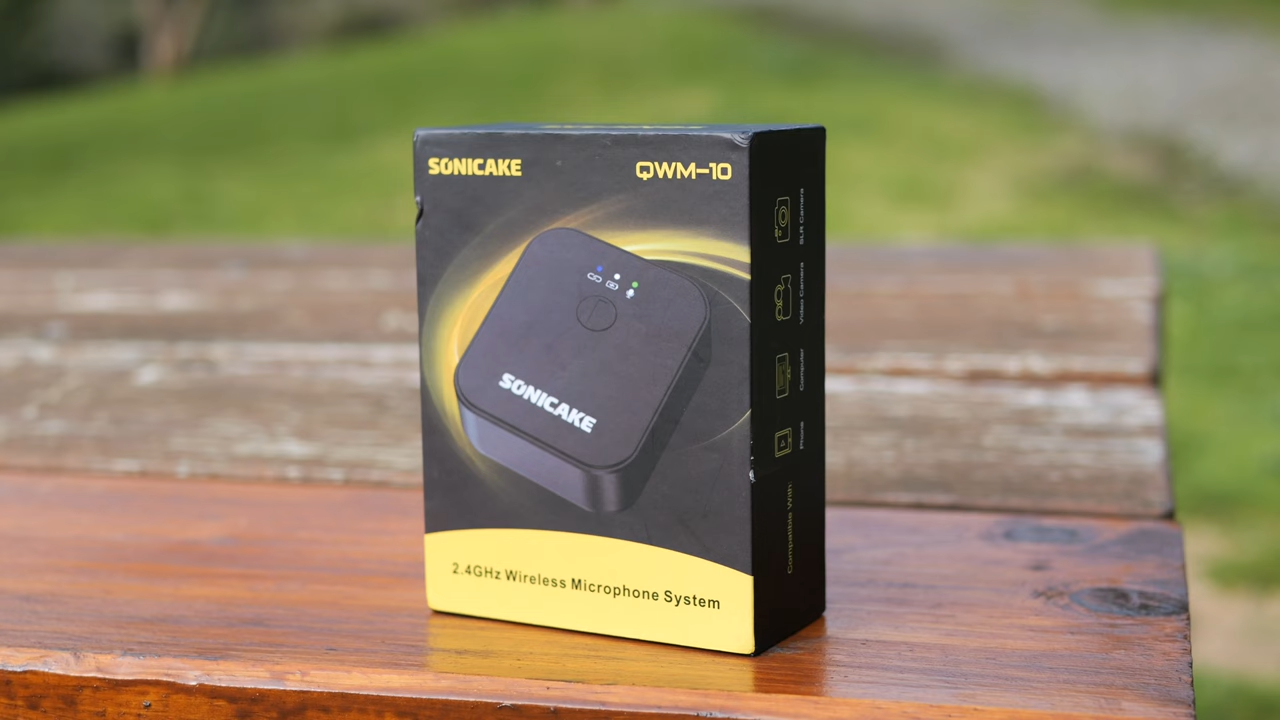 SONICAKE
QWM-10
SONICAKE
2.4GHz Wireless Microphone System
SLR Camera
Video Camera
Computer
Phone
Compatible With: